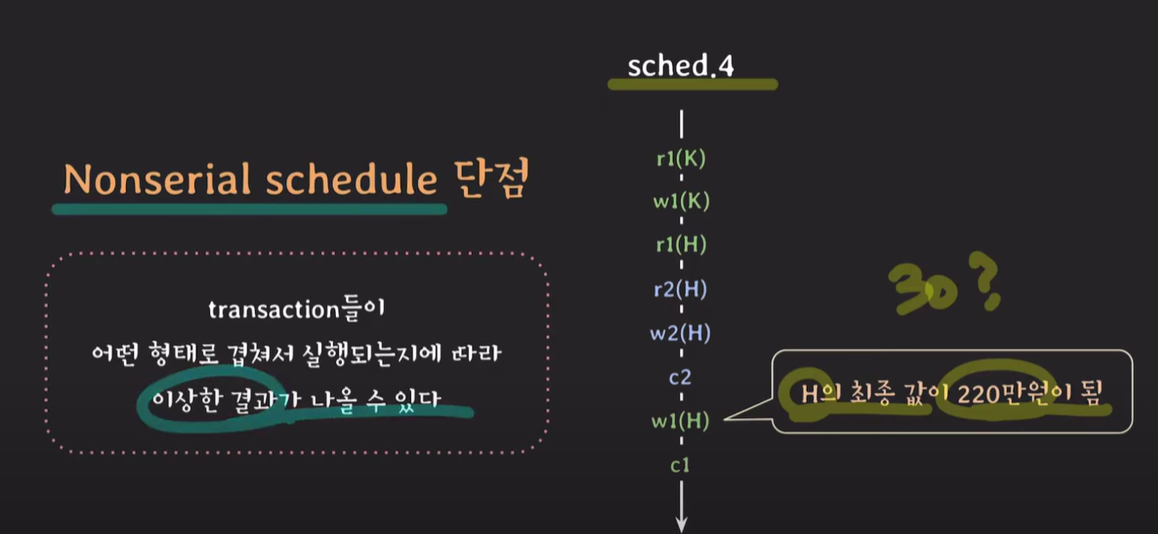 Nonserial schedule 단점
transaction들이
어떤 형태로 겹쳐서 실행되는지에 따라
이상한 결과가 나올 수 있다
sched.4
r1(K)
w1(K)
r1(H)
r2(H)
w2(H)
c2
w1(H)
c1
30?
H의 최종 값이 220만원이 됨